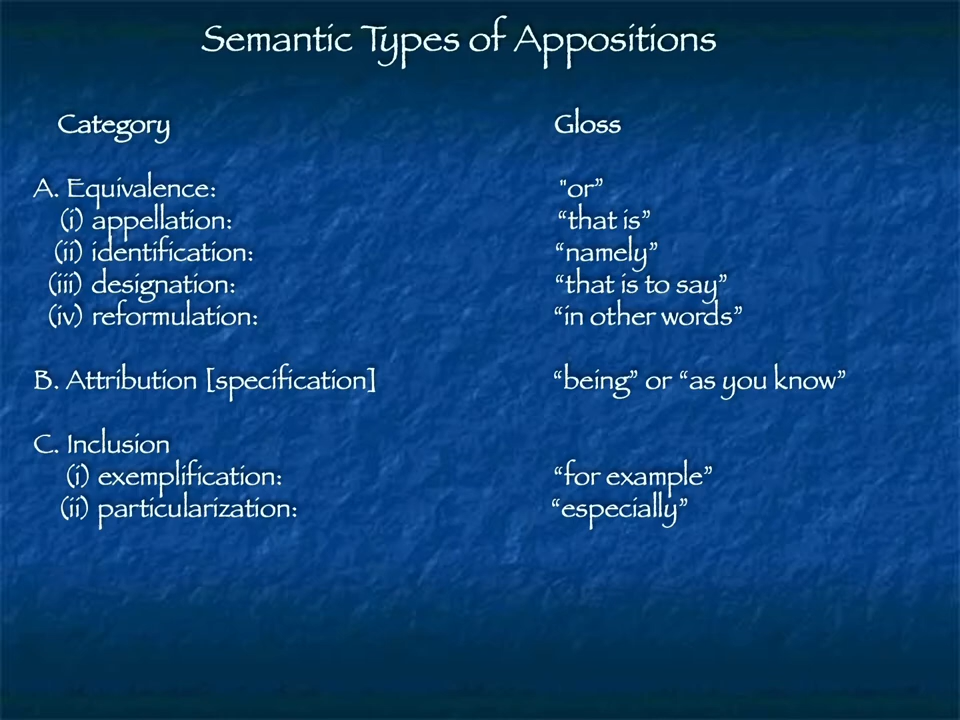 Semantic Types of Appositions
Category Gloss
A. Equivalence: "or”
(i) appellation: “that is”
(ii) identification: “namely”
(iii) designation: “that is to say”
(iv) reformulation: “in other words”
B. Attribution [specification] “being” or “as you know”
C. Inclusion
(i) exemplification: “for example”
(ii) particularization: “especially”